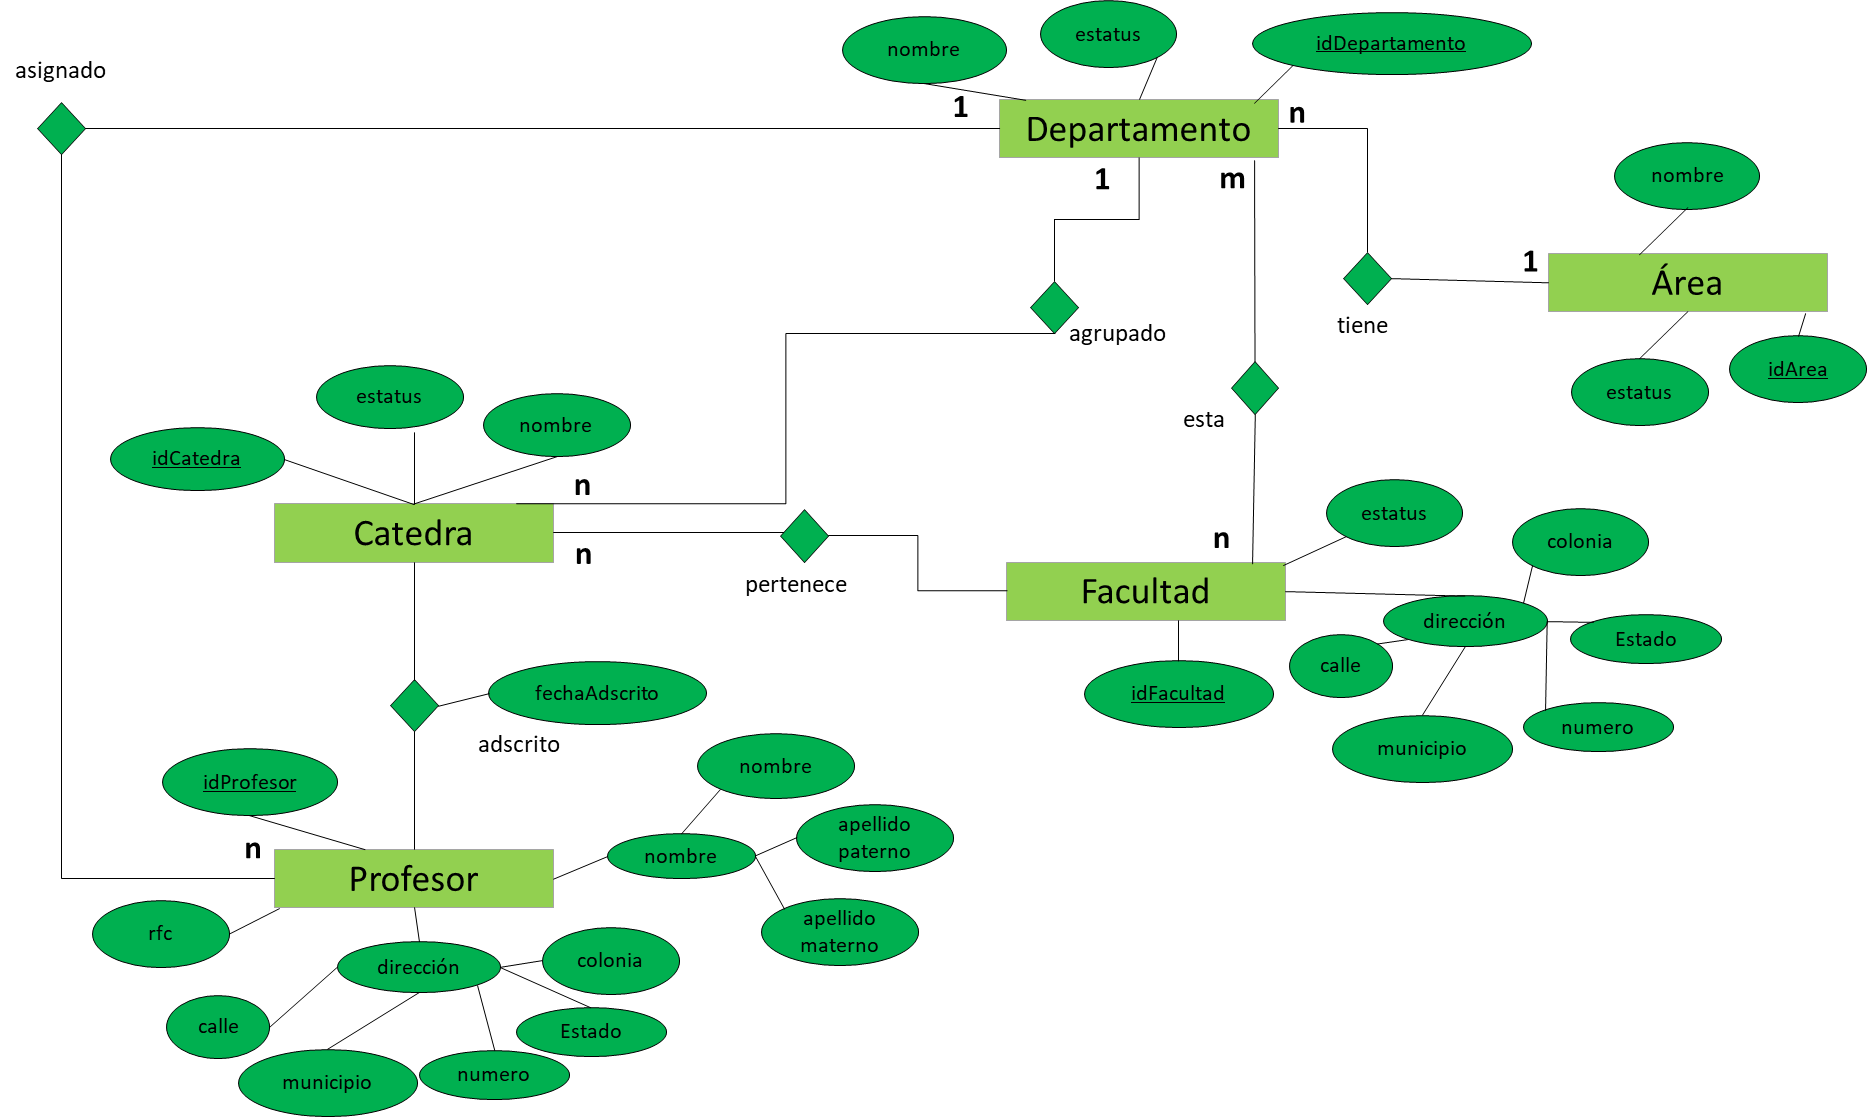 nombre
estatus
idDepartamento
asignado
1
Departamento
n
1
m
nombre
1
Área
agrupado
tiene
estatus
idArea
estatus
nombre
idCatedra
esta
n
Catedra
n
pertenece
n
Facultad
estatus
colonia
dirección
Estado
calle
numero
municipio
idFacultad
fechaAdscrito
adscrito
idProfesor
n
Profesor
nombre
nombre
apellido
paterno
apellido
materno
rfc
dirección
colonia
calle
Estado
municipio
numero